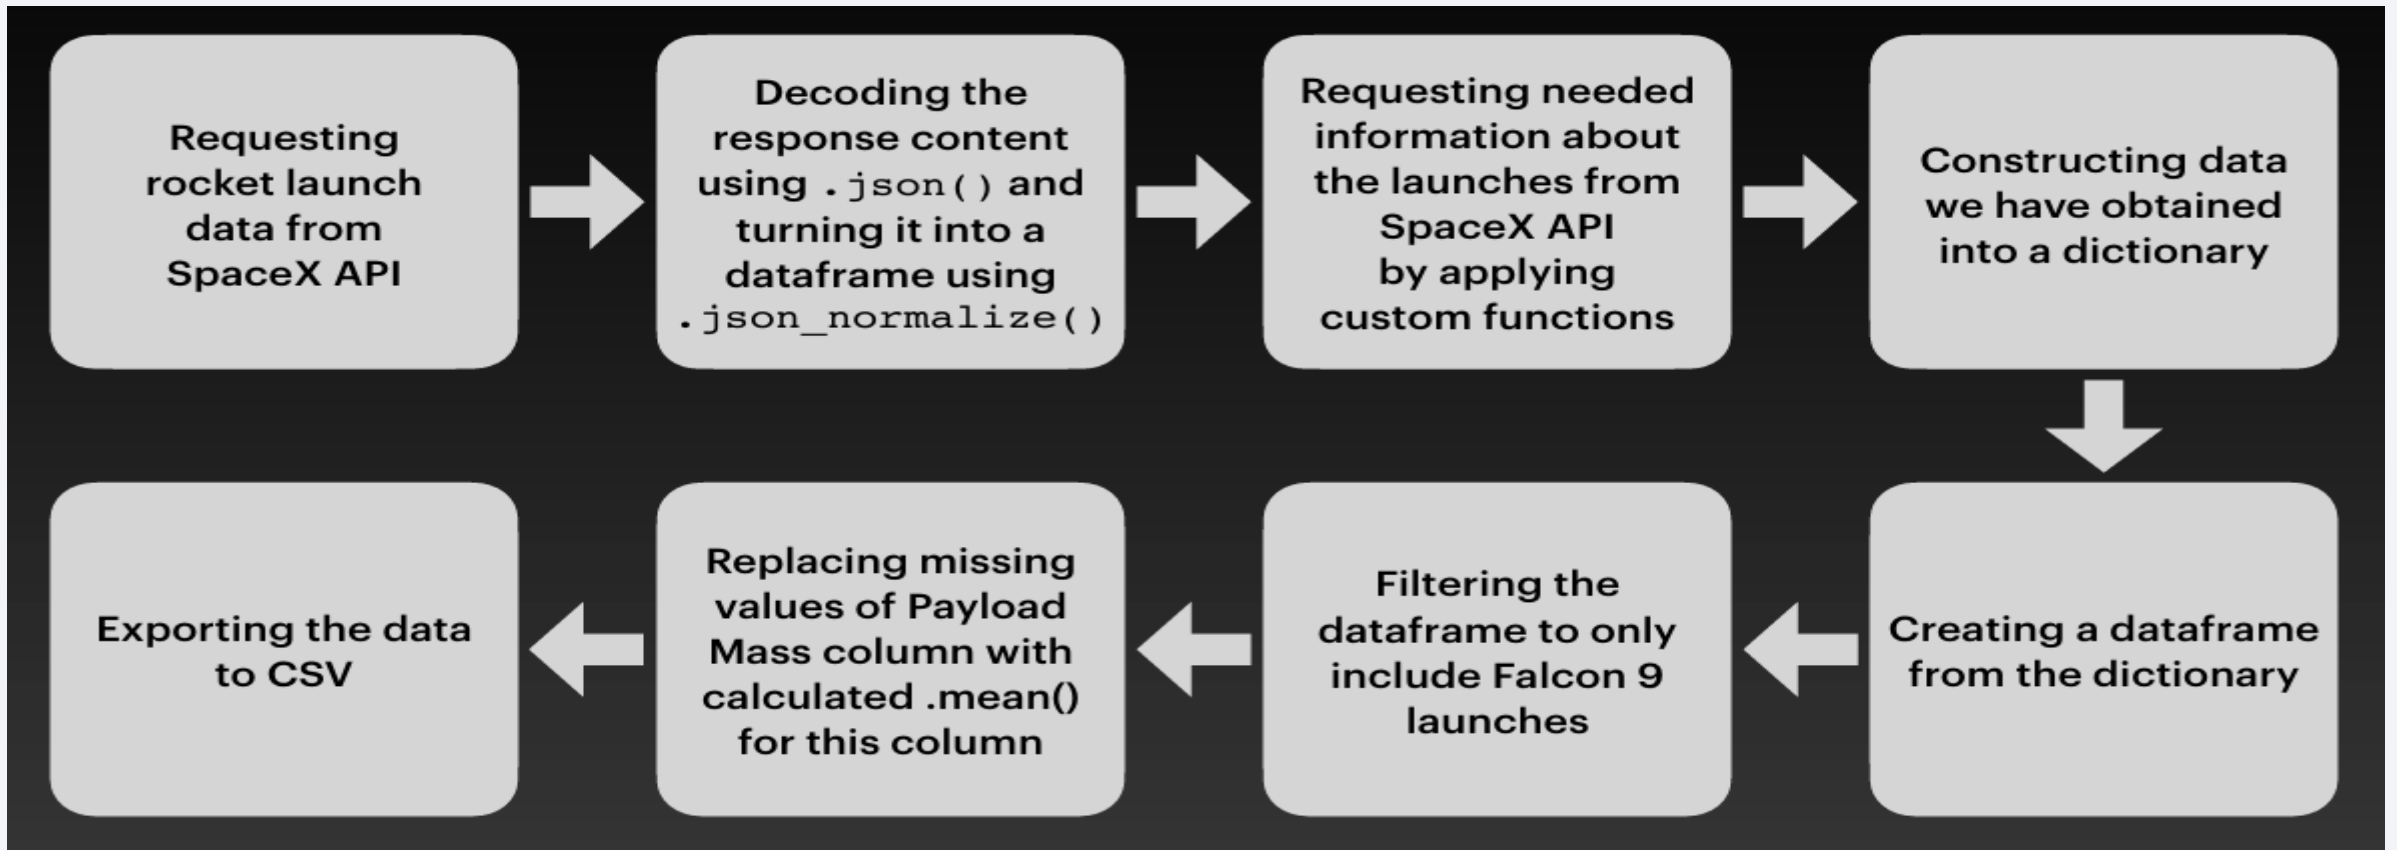 Requesting
rocket launch
data from
SpaceX API
Decoding the
response content
using .json() and
turning it into a
dataframe using
.json_normalize()
Requesting needed
information about
the launches from
SpaceX API
by applying
custom functions
Constructing data
we have obtained
into a dictionary
Creating a dataframe
from the dictionary
Filtering the
dataframe to only
include Falcon 9
launches
Replacing missing
values of Payload
Mass column with
calculated .mean()
for this column
Exporting the data
to CSV